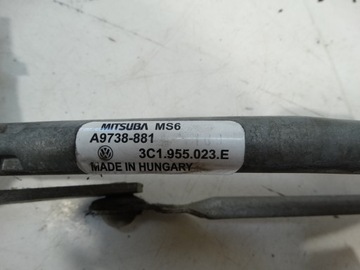 MITSUBA MS6
A9738-881
3C1.955.023.E
MADE IN HUNGARY